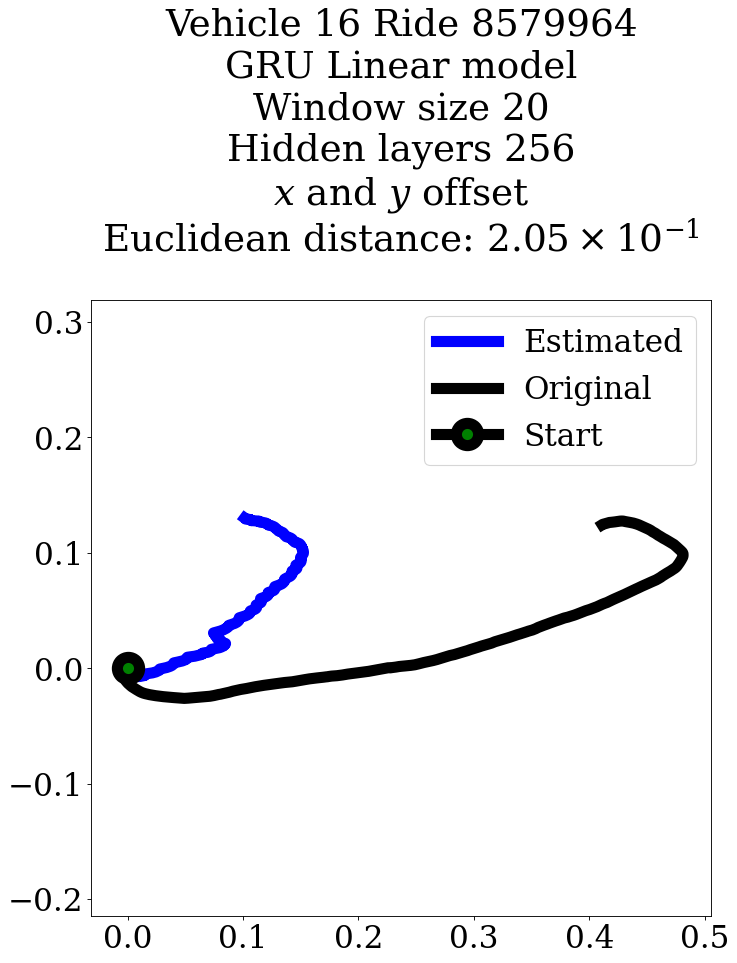 Vehicle 16 Ride 8579964
GRU Linear model
Window size 20
Hidden layers 256
x and y offset
Euclidean distance: 2.05 × 10⁻¹
Estimated
Original
Start
0.3
0.2
0.1
0.0
−0.1
−0.2
0.0 0.1 0.2 0.3 0.4 0.5